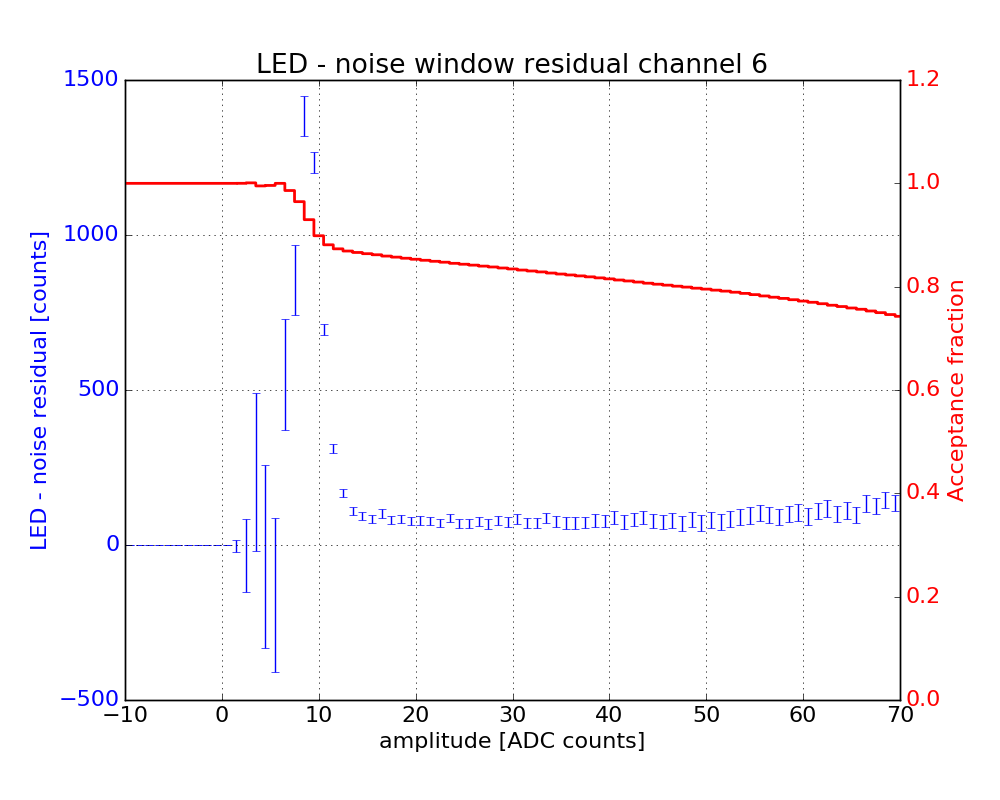 LED - noise window residual channel 6
1500
1000
500
0
−500
LED - noise residual [counts]
1.2
1.0
0.8
0.6
0.4
0.2
0.0
Acceptance fraction
−10 0 10 20 30 40 50 60 70
amplitude [ADC counts]